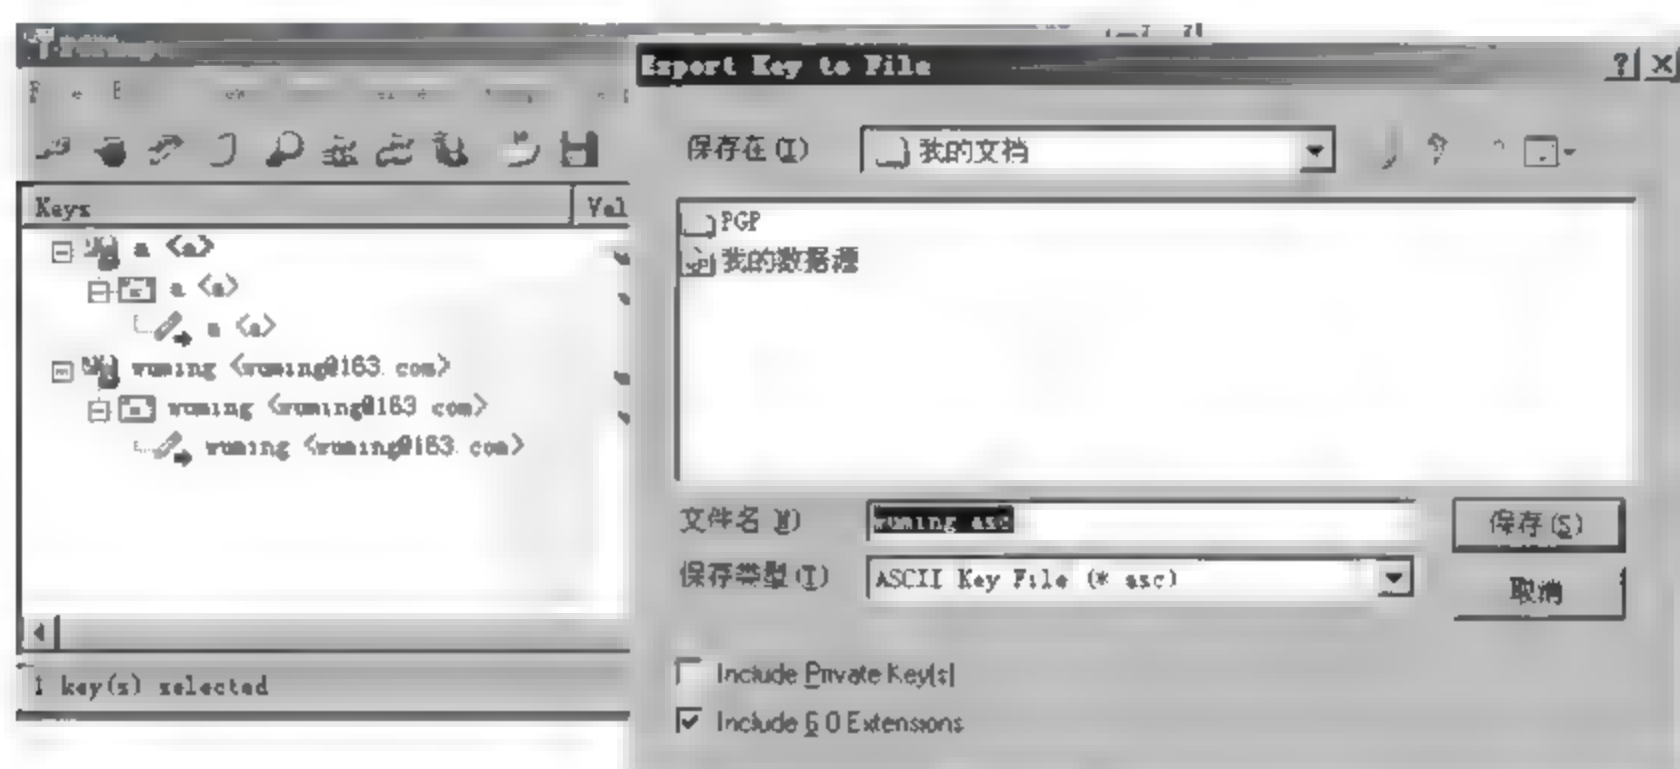 Export Key to File
保存在(I)
我的文档
Keys
Val
PGP
我的数据源
a <a>
a <a>
a <a>
wuming <wuming@163.com>
wuming <wuming@163 com>
wuming <wuming@163.com>
文件名 N)
wuming asc
保存(S)
保存类型(T)
ASCII Key File (* asc)
取消
1 key(s) selected
Include Private Key(s)
Include 6 0 Extensions